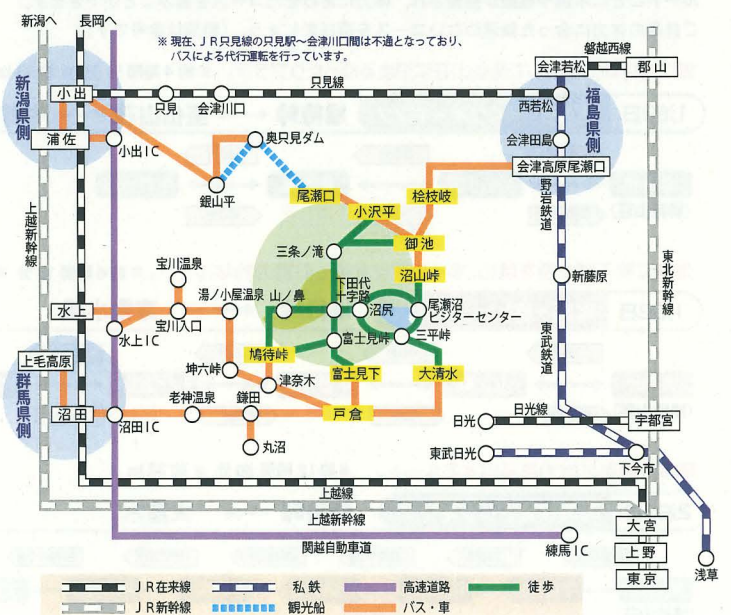 新潟へ
長岡へ
※ 現在、ＪＲ只見線の只見駅～会津川口間は不通となっており、
バスによる代行運転を行っています。
磐越西線
会津若松
郡山
小出
只見線
只見
会津川口
西若松
新潟県側
福島県側
浦佐
小出ＩＣ
奥只見ダム
会津田島
会津高原尾瀬口
銀山平
尾瀬口
桧枝岐
小沢平
野岩鉄道
上越新幹線
東北新幹線
三条ノ滝
御池
沼山峠
宝川温泉
新藤原
下田代
十字路
湯ノ小屋温泉
山ノ鼻
沼尻
尾瀬沼
ビジターセンター
水上
宝川入口
水上ＩＣ
三平峠
富士見峠
東武鉄道
鳩待峠
上毛高原
群馬県側
坤六峠
津奈木
富士見下
大清水
老神温泉
鎌田
戸倉
沼田
沼田ＩＣ
丸沼
日光
日光線
宇都宮
東武日光
下今市
上越線
上越新幹線
関越自動車道
練馬ＩＣ
大宮
上野
東京
浅草
ＪＲ在来線
私鉄
高速道路
徒歩
ＪＲ新幹線
観光船
バス・車